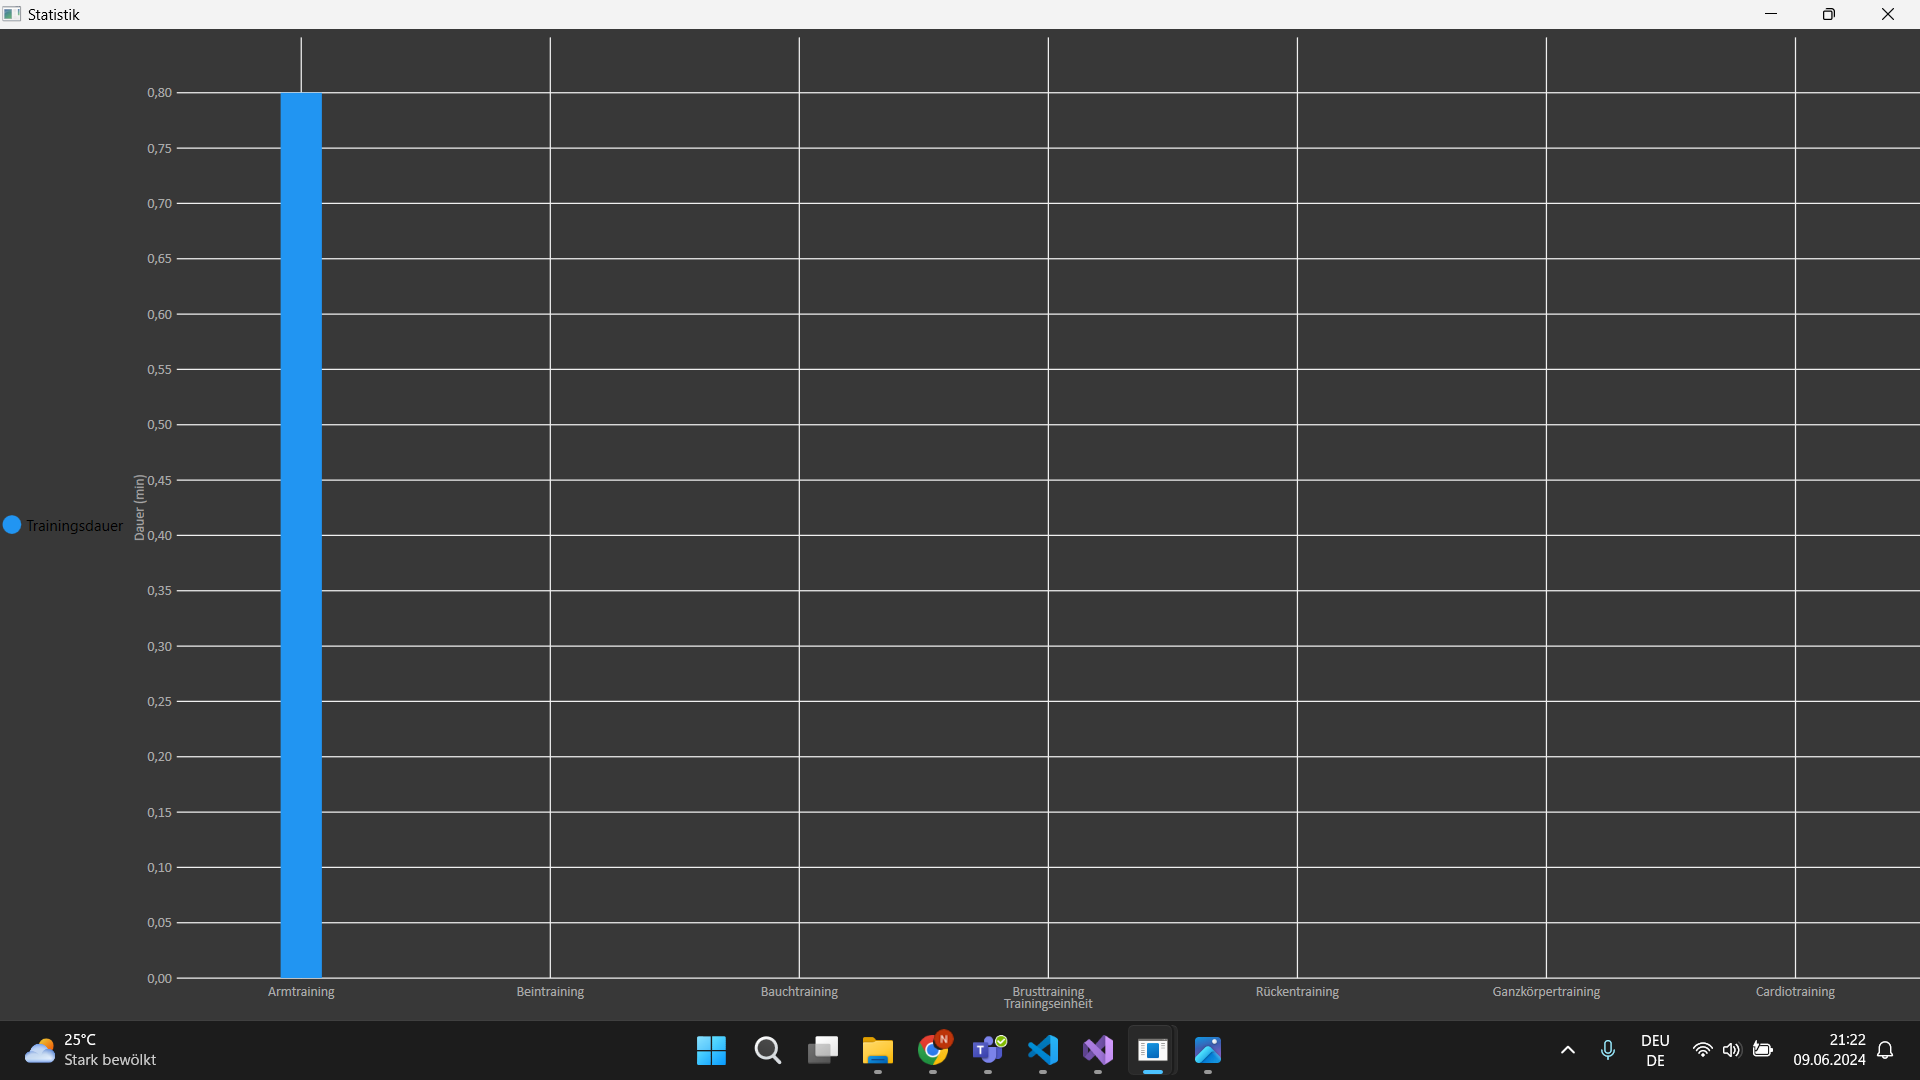 Statistik
0,80
0,75
0,70
0,65
0,60
0,55
0,50
0,45
0,40
0,35
0,30
0,25
0,20
0,15
0,10
0,05
0,00
Dauer (min)
Trainingsdauer
Armtraining Beintraining Bauchtraining Brusttraining Rückentraining Ganzkörpertraining Cardiotraining
Trainingseinheit
25°C
Stark bewölkt
N
T
DEU
DE
21:22
09.06.2024